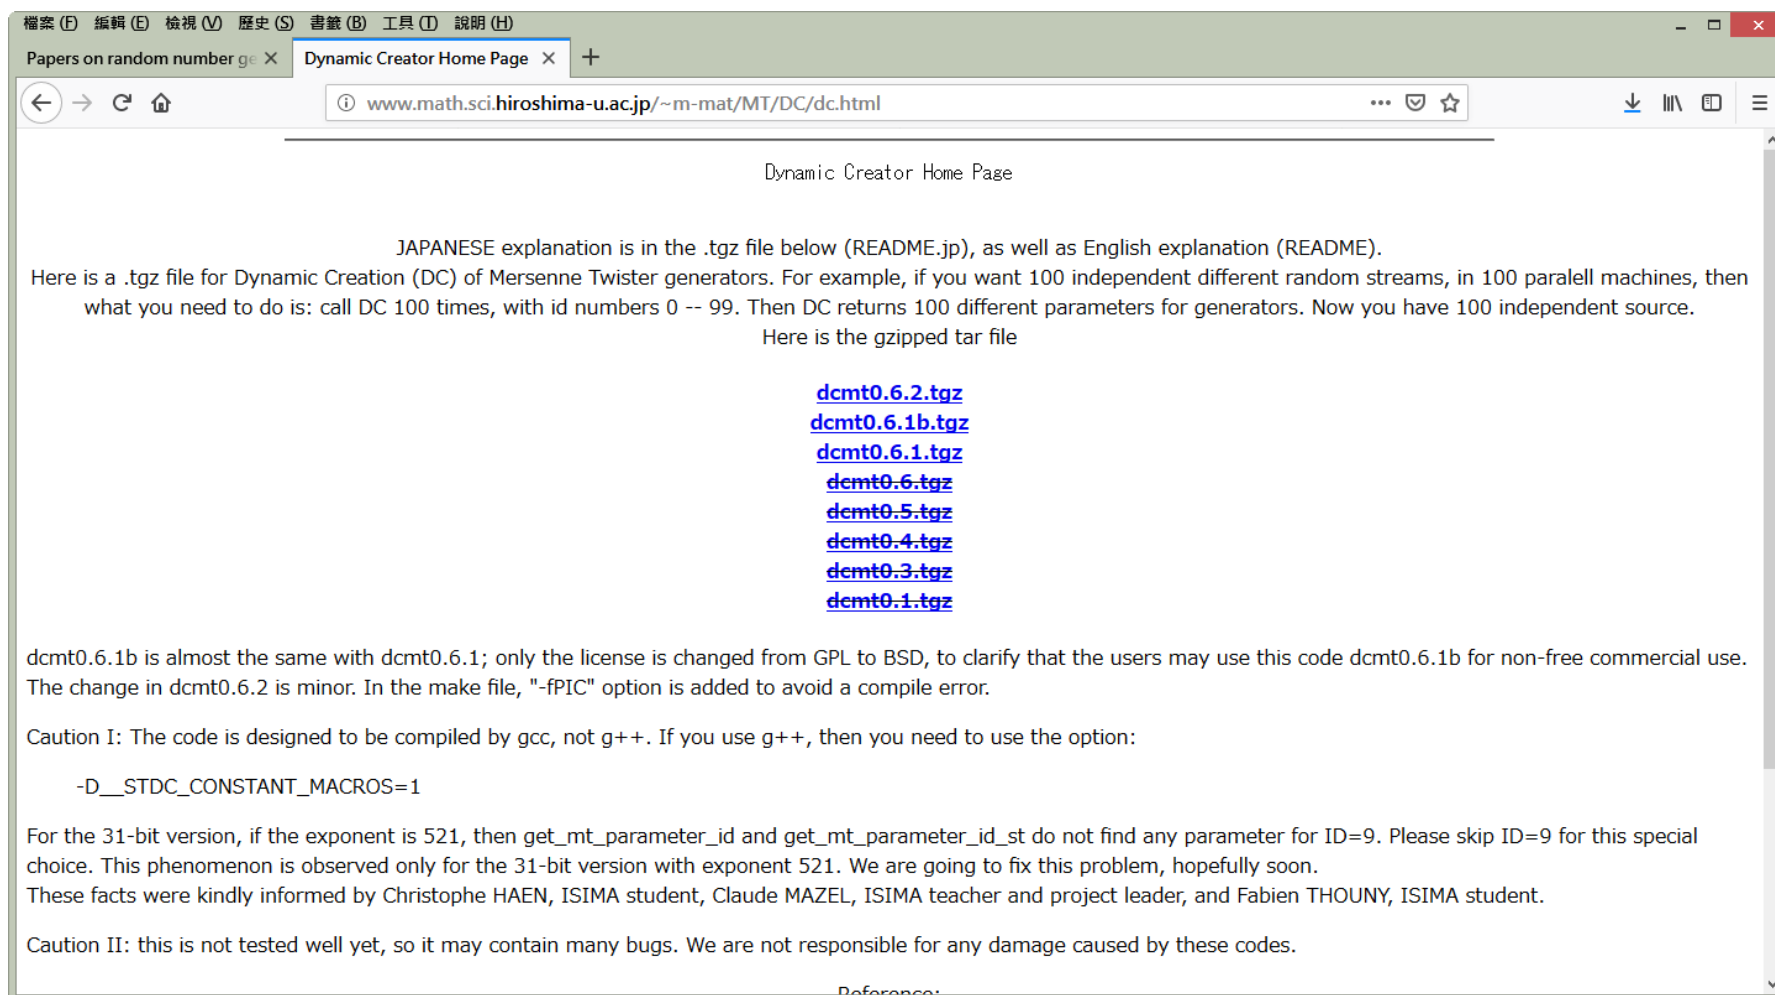 檔案(F) 編輯(E) 檢視(V) 歷史(S) 書籤(B) 工具(T) 說明(H)
Papers on random number ge
Dynamic Creator Home Page
www.math.sci.hiroshima-u.ac.jp/~m-mat/MT/DC/dc.html
Dynamic Creator Home Page
JAPANESE explanation is in the .tgz file below (README.jp), as well as English explanation (README).
Here is a .tgz file for Dynamic Creation (DC) of Mersenne Twister generators. For example, if you want 100 independent different random streams, in 100 paralell machines, then
what you need to do is: call DC 100 times, with id numbers 0 -- 99. Then DC returns 100 different parameters for generators. Now you have 100 independent source.
Here is the gzipped tar file
dcmt0.6.2.tgz
dcmt0.6.1b.tgz
dcmt0.6.1.tgz
dcmt0.6.tgz
dcmt0.5.tgz
dcmt0.4.tgz
dcmt0.3.tgz
dcmt0.1.tgz
dcmt0.6.1b is almost the same with dcmt0.6.1; only the license is changed from GPL to BSD, to clarify that the users may use this code dcmt0.6.1b for non-free commercial use.
The change in dcmt0.6.2 is minor. In the make file, "-fPIC" option is added to avoid a compile error.
Caution I: The code is designed to be compiled by gcc, not g++. If you use g++, then you need to use the option:
-D__STDC_CONSTANT_MACROS=1
For the 31-bit version, if the exponent is 521, then get_mt_parameter_id and get_mt_parameter_id_st do not find any parameter for ID=9. Please skip ID=9 for this special
choice. This phenomenon is observed only for the 31-bit version with exponent 521. We are going to fix this problem, hopefully soon.
These facts were kindly informed by Christophe HAEN, ISIMA student, Claude MAZEL, ISIMA teacher and project leader, and Fabien THOUNY, ISIMA student.
Caution II: this is not tested well yet, so it may contain many bugs. We are not responsible for any damage caused by these codes.
Reference: